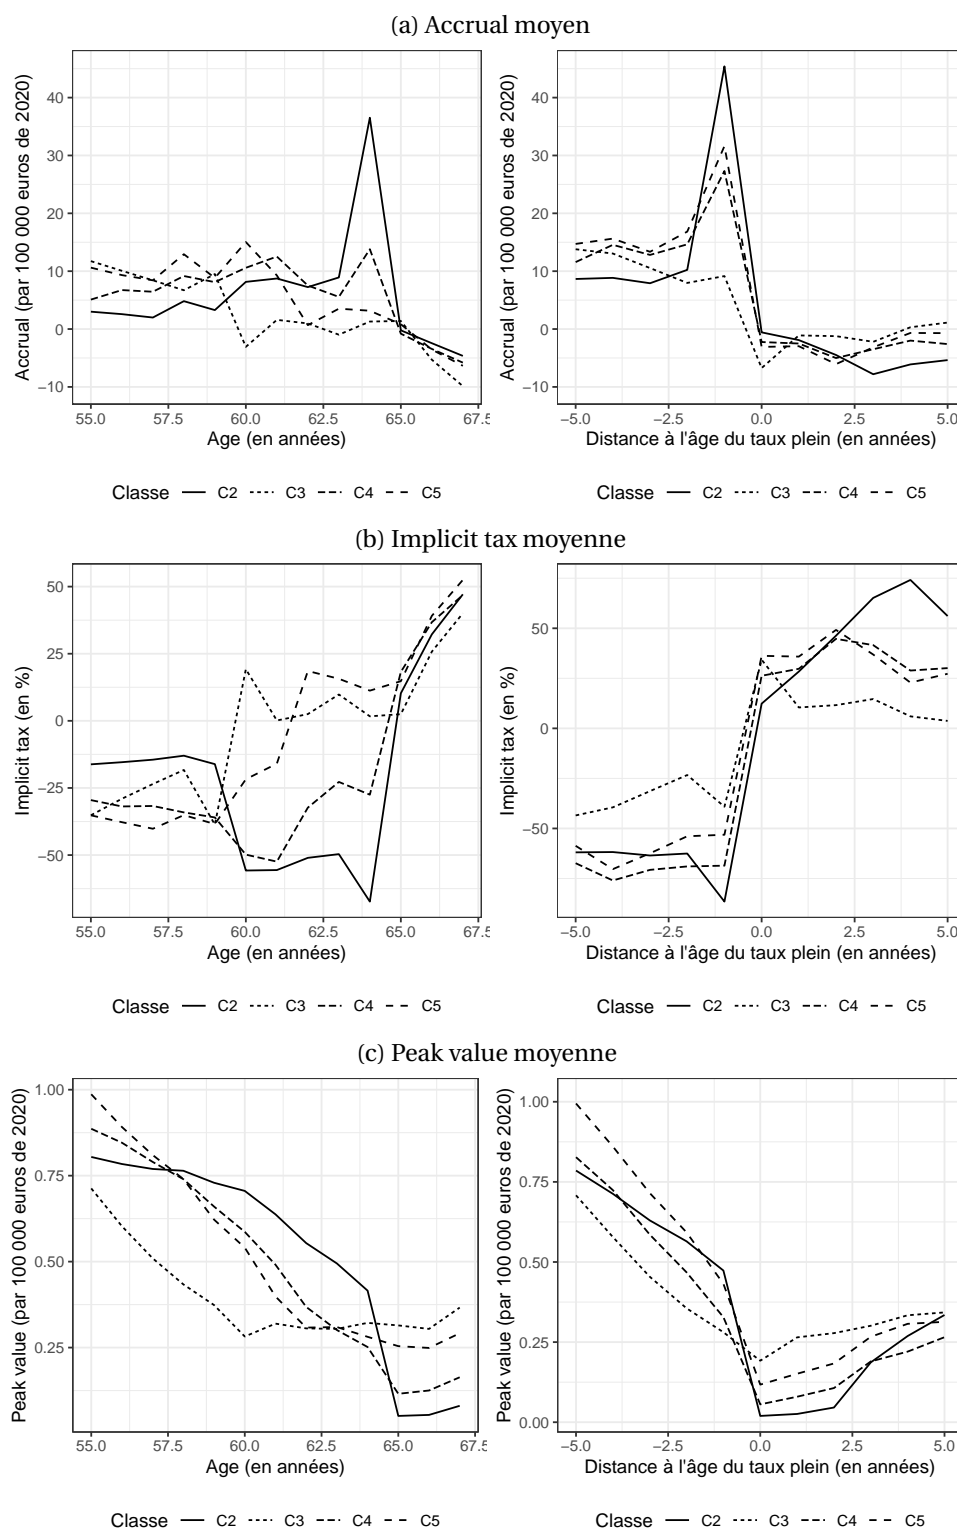 (a) Accrual moyen
Accrual (par 100 000 euros de 2020)
40
30
20
10
0
−10
55.0 57.5 60.0 62.5 65.0 67.5
Age (en années)
Classe C2 C3 C4 C5
Accrual (par 100 000 euros de 2020)
40
30
20
10
0
−10
−5.0 −2.5 0.0 2.5 5.0
Distance à l'âge du taux plein (en années)
Classe C2 C3 C4 C5
(b) Implicit tax moyenne
Implicit tax (en %)
50
25
0
−25
−50
55.0 57.5 60.0 62.5 65.0 67.5
Age (en années)
Classe C2 C3 C4 C5
Implicit tax (en %)
50
0
−50
−5.0 −2.5 0.0 2.5 5.0
Distance à l'âge du taux plein (en années)
Classe C2 C3 C4 C5
(c) Peak value moyenne
Peak value (par 100 000 euros de 2020)
1.00
0.75
0.50
0.25
55.0 57.5 60.0 62.5 65.0 67.5
Age (en années)
Classe C2 C3 C4 C5
Peak value (par 100 000 euros de 2020)
1.00
0.75
0.50
0.25
0.00
−5.0 −2.5 0.0 2.5 5.0
Distance à l'âge du taux plein (en années)
Classe C2 C3 C4 C5